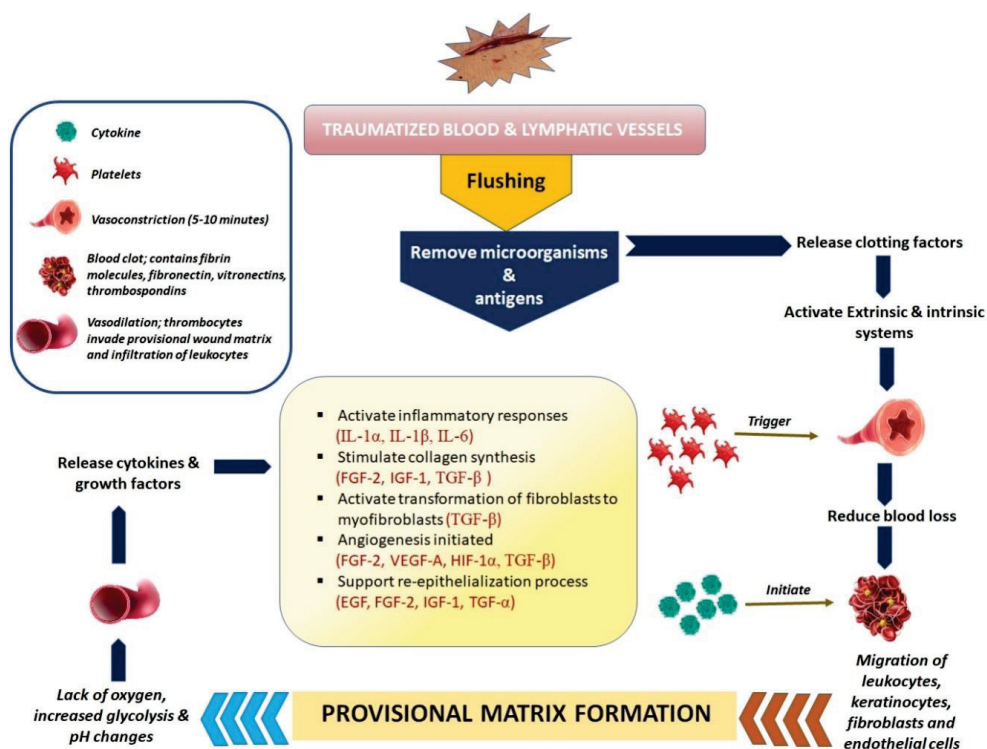 TRAUMATIZED BLOOD & LYMPHATIC VESSELS
Flushing
Remove microorganisms
&
antigens
Cytokine
Platelets
Vasoconstriction (5-10 minutes)
Blood clot; contains fibrin
molecules, fibronectin, vitronectins,
thrombospondins
Vasodilation; thrombocytes
invade provisional wound matrix
and infiltration of leukocytes
Release clotting factors
Activate Extrinsic & intrinsic
systems
Trigger
Reduce blood loss
Initiate
Migration of
leukocytes,
keratinocytes,
fibroblasts and
endothelial cells
PROVISIONAL MATRIX FORMATION
Lack of oxygen,
increased glycolysis &
pH changes
Release cytokines &
growth factors
▪ Activate inflammatory responses
(IL-1α, IL-1β, IL-6)
▪ Stimulate collagen synthesis
(FGF-2, IGF-1, TGF-β )
▪ Activate transformation of fibroblasts to
myofibroblasts (TGF-β)
▪ Angiogenesis initiated
(FGF-2, VEGF-A, HIF-1α, TGF-β)
▪ Support re-epithelialization process
(EGF, FGF-2, IGF-1, TGF-α)